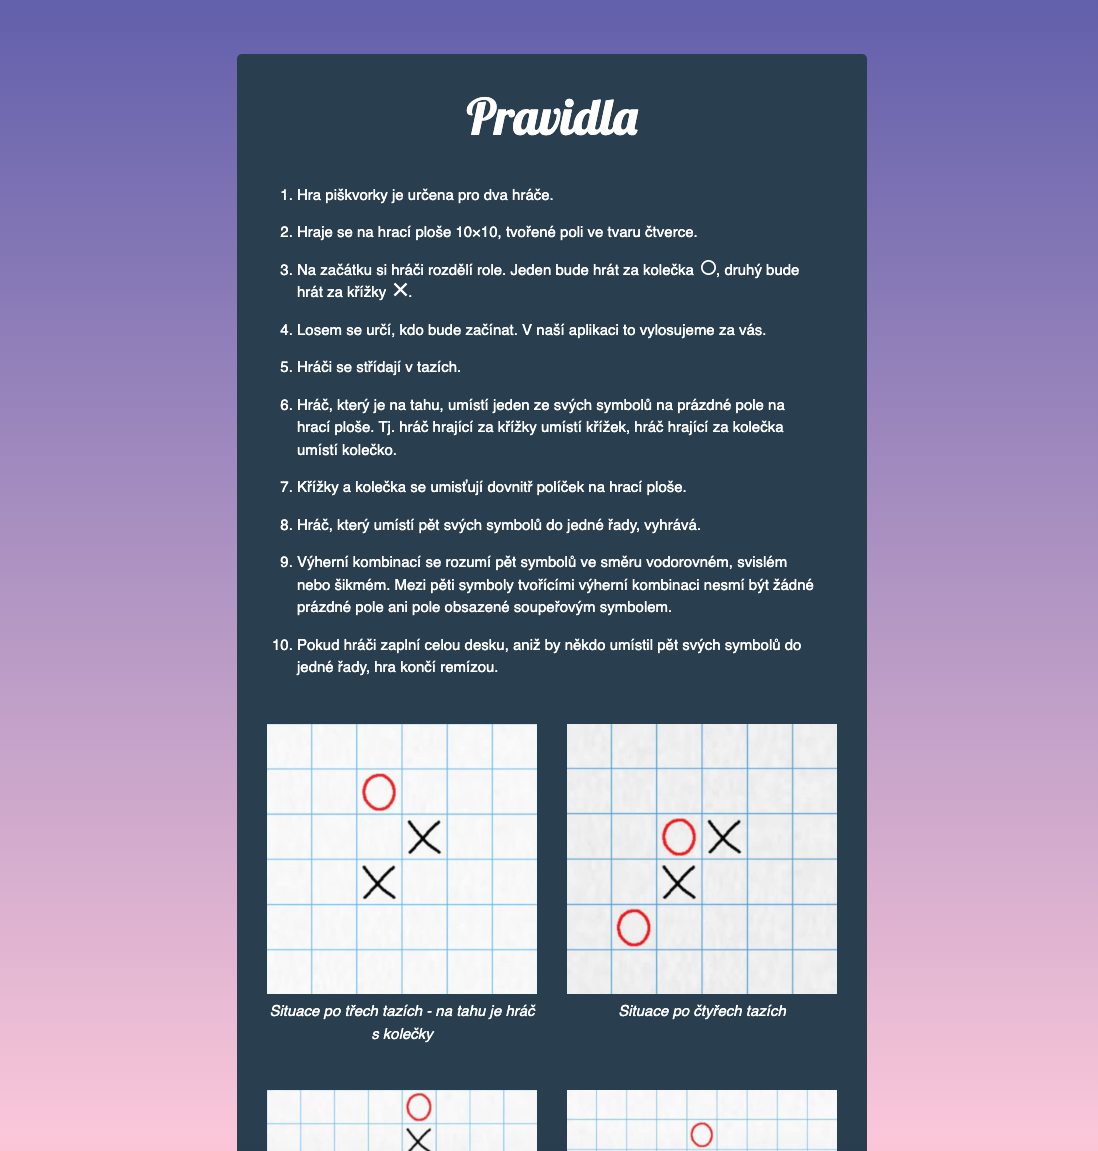 Pravidla
1. Hra piškvorky je určena pro dva hráče.
2. Hraje se na hrací ploše 10×10, tvořené poli ve tvaru čtverce.
3. Na začátku si hráči rozdělí role. Jeden bude hrát za kolečka ○, druhý bude
hrát za křížky ✕.
4. Losem se určí, kdo bude začínat. V naší aplikaci to vylosujeme za vás.
5. Hráči se střídají v tazích.
6. Hráč, který je na tahu, umístí jeden ze svých symbolů na prázdné pole na
hrací ploše. Tj. hráč hrající za křížky umístí křížek, hráč hrající za kolečka
umístí kolečko.
7. Křížky a kolečka se umisťují dovnitř políček na hrací ploše.
8. Hráč, který umístí pět svých symbolů do jedné řady, vyhrává.
9. Výherní kombinací se rozumí pět symbolů ve směru vodorovném, svislém
nebo šikmém. Mezi pěti symboly tvořícími výherní kombinaci nesmí být žádné
prázdné pole ani pole obsazené soupeřovým symbolem.
10. Pokud hráči zaplní celou desku, aniž by někdo umístil pět svých symbolů do
jedné řady, hra končí remízou.
Situace po třech tazích - na tahu je hráč
s kolečky
Situace po čtyřech tazích